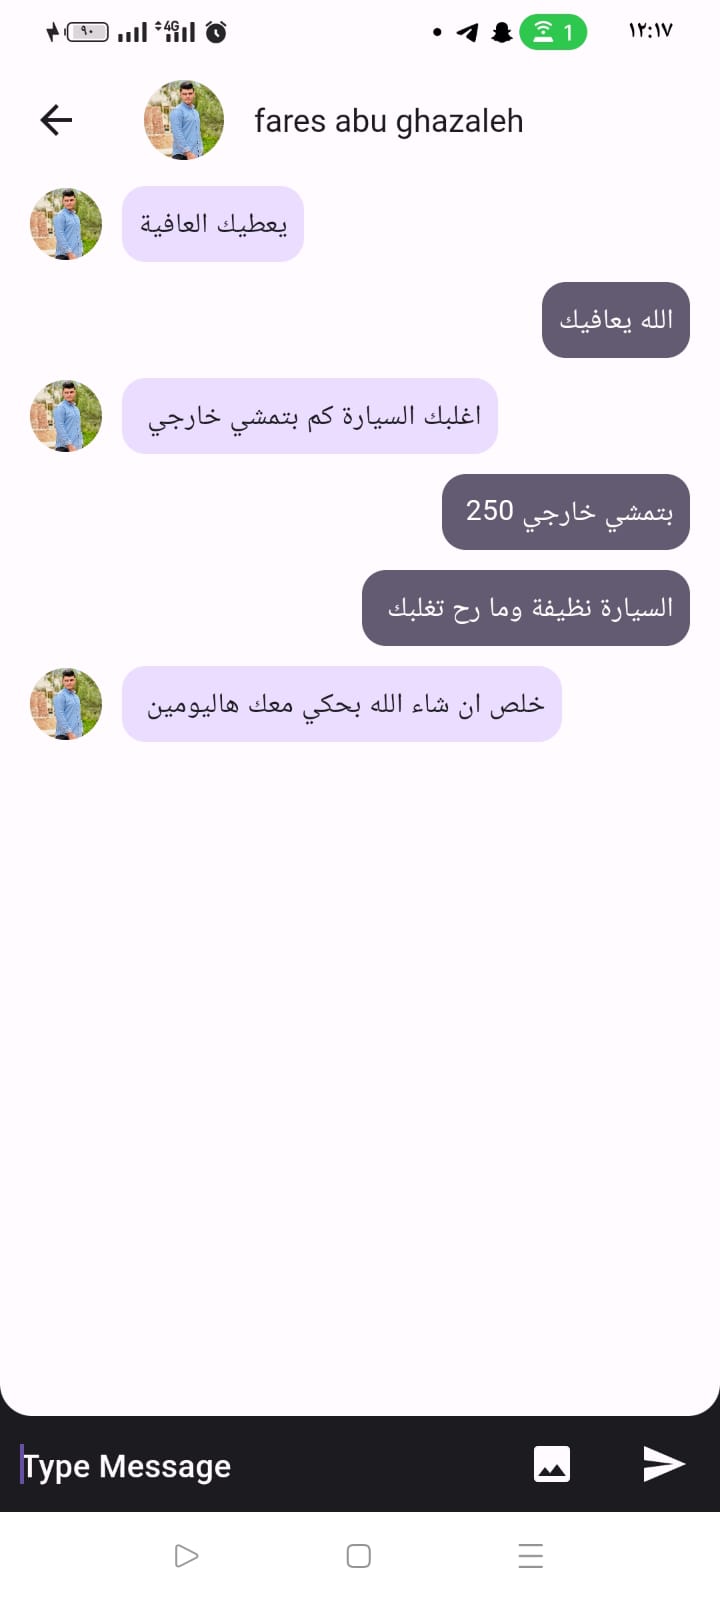 ٩٠
4G
1
١٢:١٧
fares abu ghazaleh
يعطيك العافية
الله يعافيك
اغلبك السيارة كم بتمشي خارجي
بتمشي خارجي 250
السيارة نظيفة وما رح تغلبك
خلص ان شاء الله بحكي معك هاليومين
Type Message